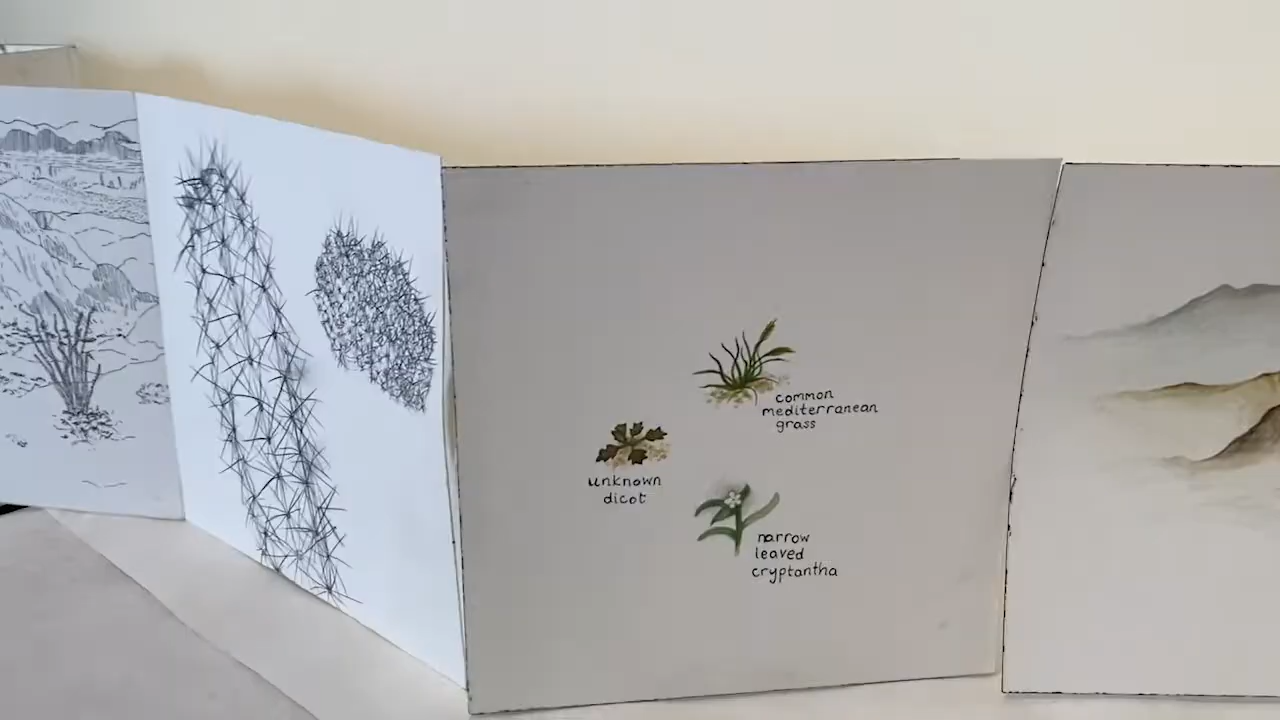 common
mediterranean
grass
unknown
dicot
narrow
leaved
cryptantha